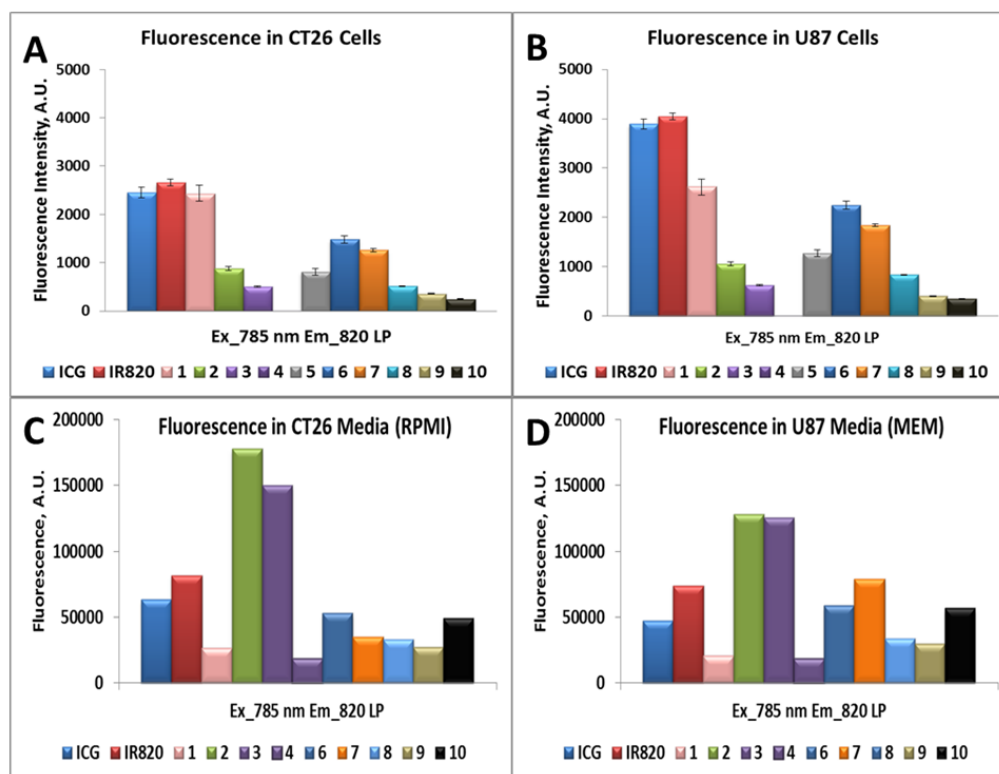 A
Fluorescence in CT26 Cells
Fluorescence Intensity, A.U.
5000
4000
3000
2000
1000
0
Ex_785 nm Em_820 LP
ICG IR820 1 2 3 4 5 6 7 8 9 10
B
Fluorescence in U87 Cells
Fluorescence Intensity, A.U.
5000
4000
3000
2000
1000
0
Ex_785 nm Em_820 LP
ICG IR820 1 2 3 4 5 6 7 8 9 10
C
Fluorescence in CT26 Media (RPMI)
Fluorescence, A.U.
200000
150000
100000
50000
0
Ex_785 nm Em_820 LP
ICG IR820 1 2 3 4 6 7 8 9 10
D
Fluorescence in U87 Media (MEM)
Fluorescence, A.U.
200000
150000
100000
50000
0
Ex_785 nm Em_820 LP
ICG IR820 1 2 3 4 6 7 8 9 10